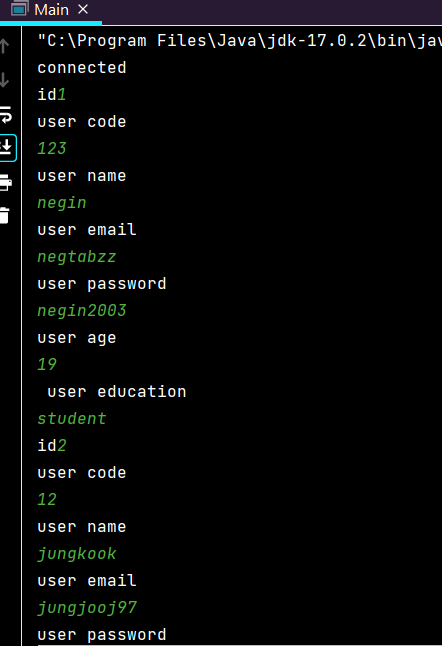 Main
"C:\Program Files\Java\jdk-17.0.2\bin\jav
connected
id1
user code
123
user name
negin
user email
negtabzz
user password
negin2003
user age
19
user education
student
id2
user code
12
user name
jungkook
user email
jungjooj97
user password